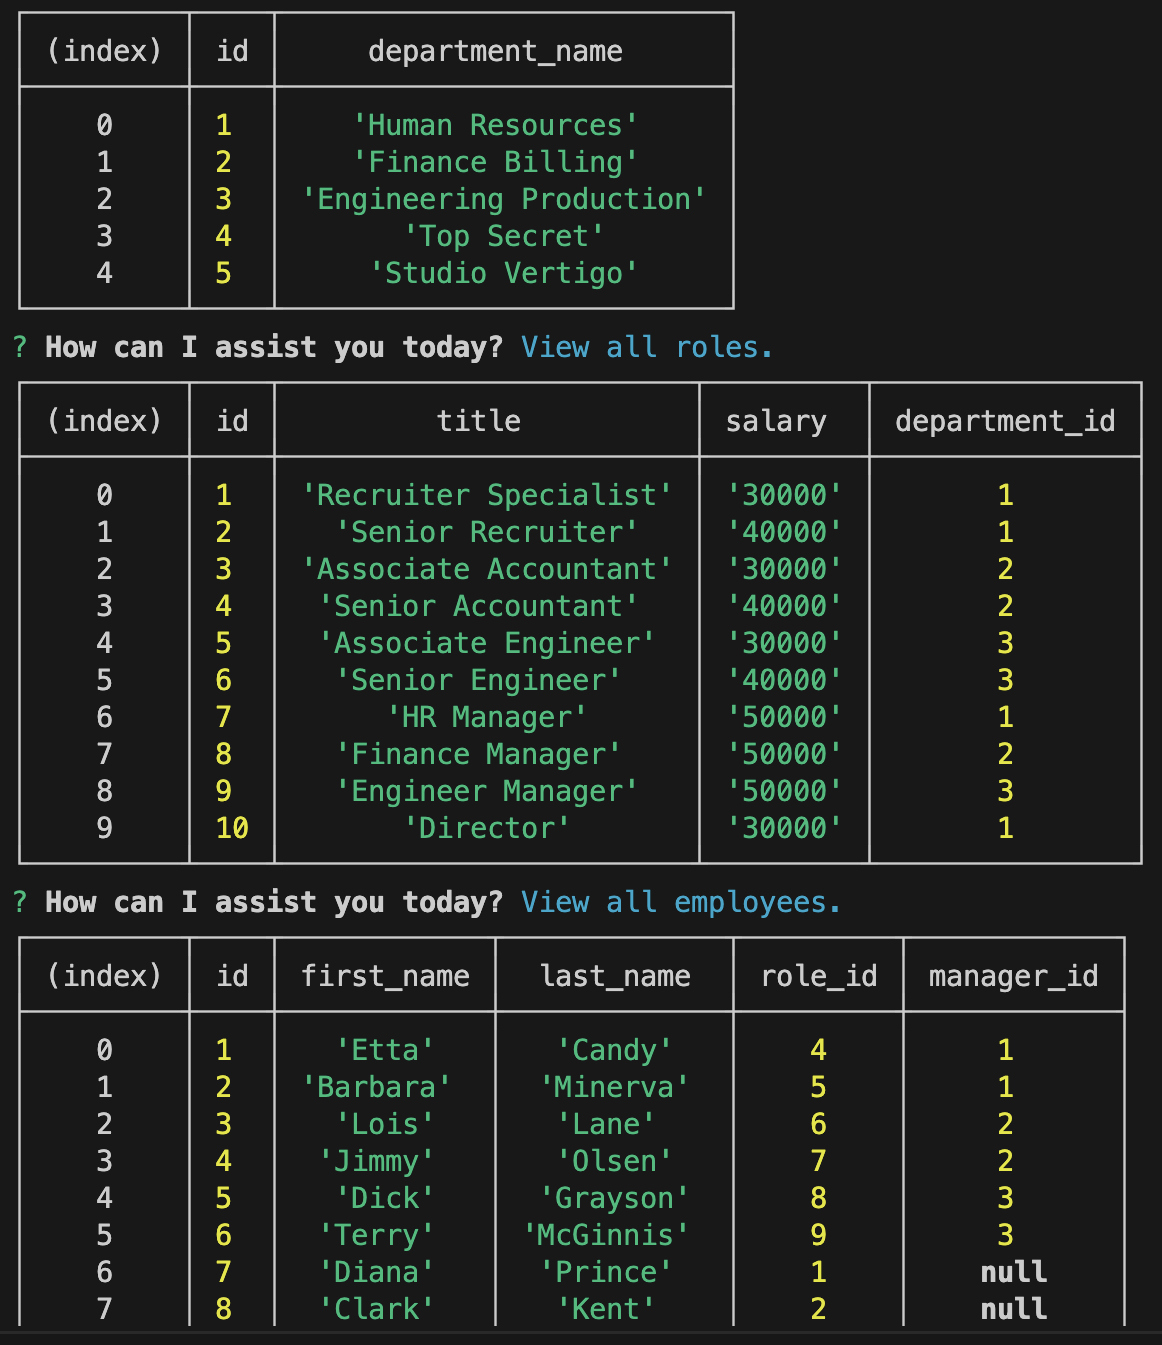 (index) id department_name
0 1 'Human Resources'
1 2 'Finance Billing'
2 3 'Engineering Production'
3 4 'Top Secret'
4 5 'Studio Vertigo'
? How can I assist you today? View all roles.
(index) id title salary department_id
0 1 'Recruiter Specialist' '30000' 1
1 2 'Senior Recruiter' '40000' 1
2 3 'Associate Accountant' '30000' 2
3 4 'Senior Accountant' '40000' 2
4 5 'Associate Engineer' '30000' 3
5 6 'Senior Engineer' '40000' 3
6 7 'HR Manager' '50000' 1
7 8 'Finance Manager' '50000' 2
8 9 'Engineer Manager' '50000' 3
9 10 'Director' '30000' 1
? How can I assist you today? View all employees.
(index) id first_name last_name role_id manager_id
0 1 'Etta' 'Candy' 4 1
1 2 'Barbara' 'Minerva' 5 1
2 3 'Lois' 'Lane' 6 2
3 4 'Jimmy' 'Olsen' 7 2
4 5 'Dick' 'Grayson' 8 3
5 6 'Terry' 'McGinnis' 9 3
6 7 'Diana' 'Prince' 1 null
7 8 'Clark' 'Kent' 2 null